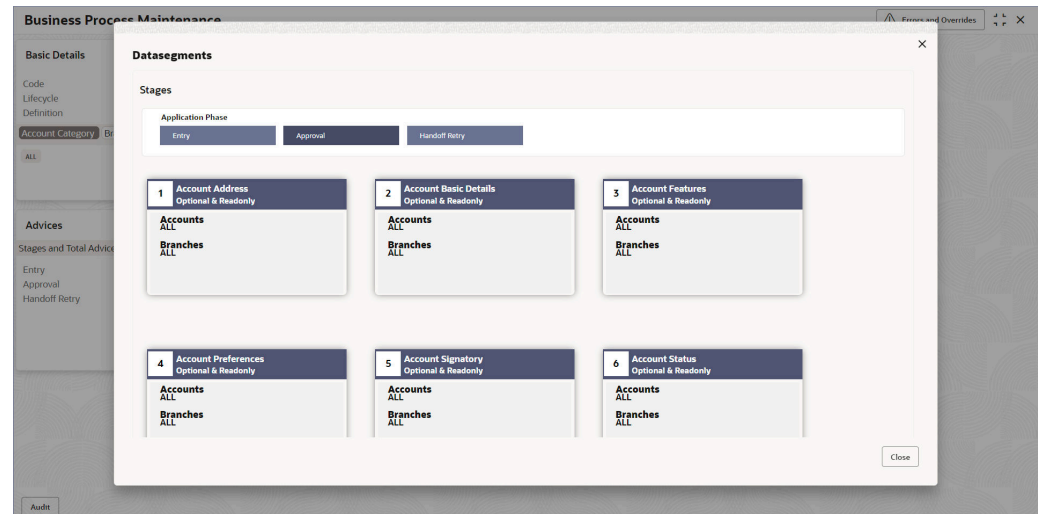 Business Process Maintenance
Errors and Overrides
Basic Details
Code
Lifecycle
Definition
Account Category
ALL
Advices
Stages and Total Advice
Entry
Approval
Handoff Retry
Audit
Datasegments
Stages
Application Phase
Entry
Approval
Handoff Retry
1
Account Address
Optional & Readonly
Accounts
ALL
Branches
ALL
2
Account Basic Details
Optional & Readonly
Accounts
ALL
Branches
ALL
3
Account Features
Optional & Readonly
Accounts
ALL
Branches
ALL
4
Account Preferences
Optional & Readonly
Accounts
ALL
Branches
ALL
5
Account Signatory
Optional & Readonly
Accounts
ALL
Branches
ALL
6
Account Status
Optional & Readonly
Accounts
ALL
Branches
ALL
Close